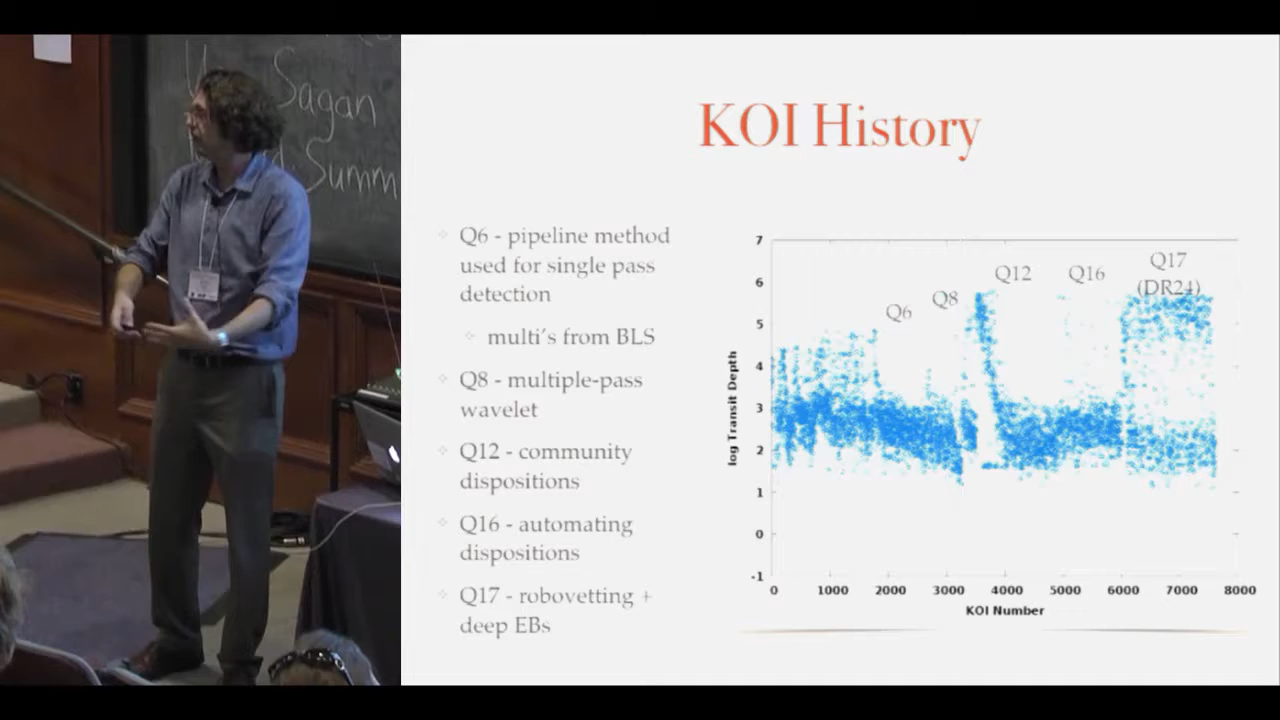 Sagan
Summ
KOI History
Q6 - pipeline method
used for single pass
detection
multi's from BLS
Q8 - multiple-pass
wavelet
Q12 - community
dispositions
Q16 - automating
dispositions
Q17 - robovetting +
deep EBs
7
6
5
4
3
2
1
0
-1
log Transit Depth
Q6
Q8
Q12
Q16
Q17
(DR24)
0
1000
2000
3000
4000
5000
6000
7000
8000
KOI Number